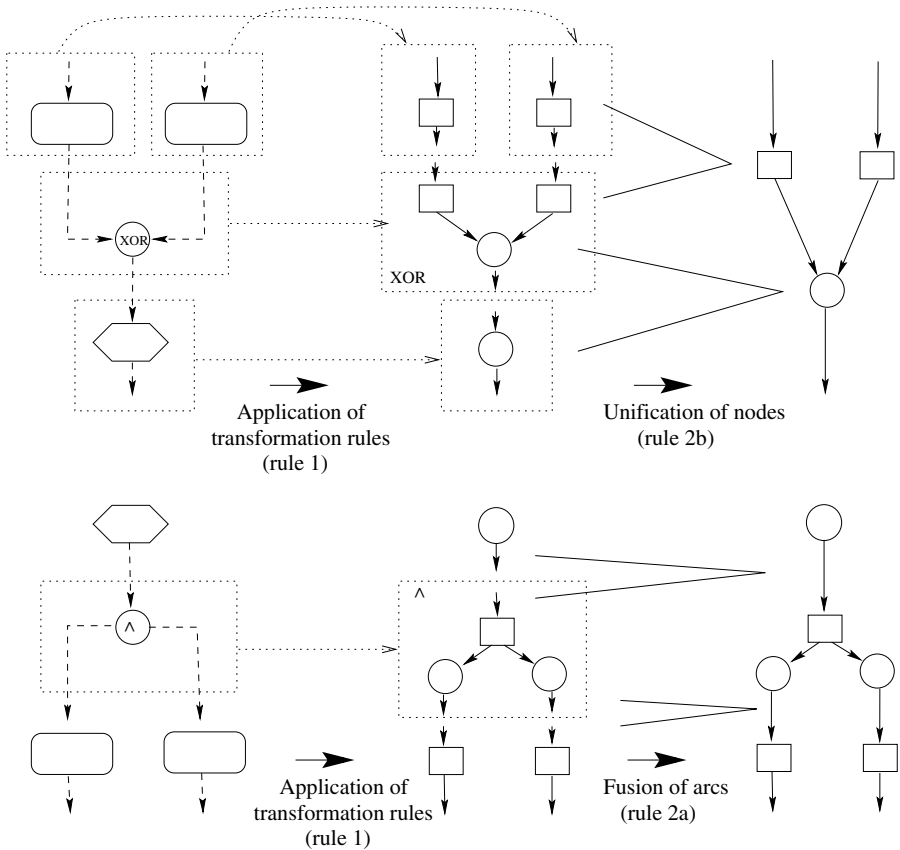 XOR
XOR
Application of
transformation rules
(rule 1)
Unification of nodes
(rule 2b)
^
^
Application of
transformation rules
(rule 1)
Fusion of arcs
(rule 2a)